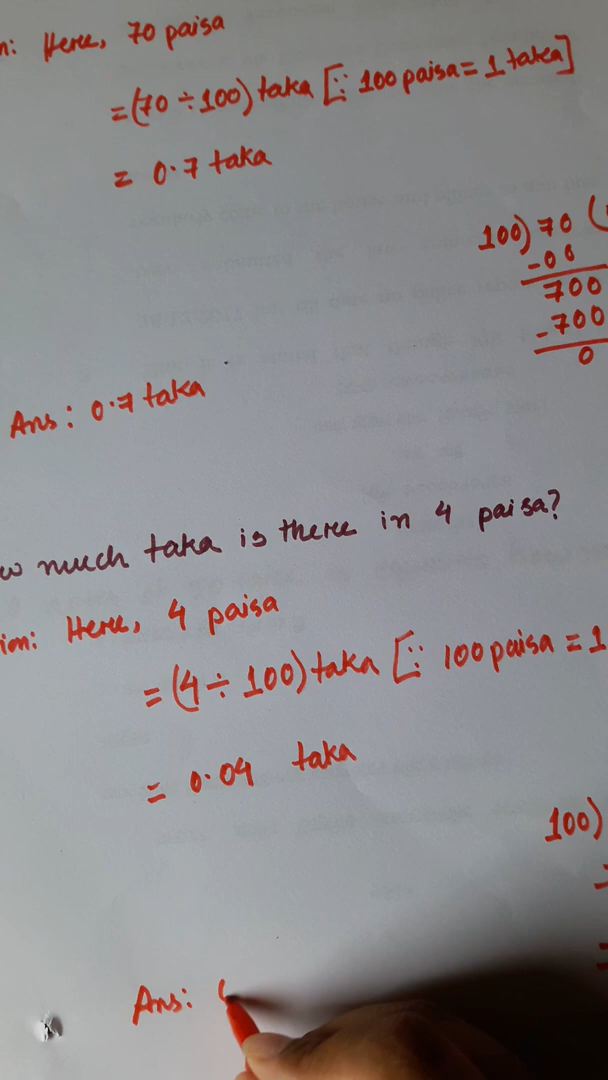 n: Here, 70 paisa
=(70 ÷ 100) taka [∵ 100 paisa = 1 taka]
= 0.7 taka
100) 70 (
-00
700
-700
0
Ans: 0.7 taka
ow much taka is there in 4 paisa?
ion: Here, 4 paisa
= (4 ÷ 100) taka [∵ 100 paisa = 1
= 0.04 taka
100)
Ans: